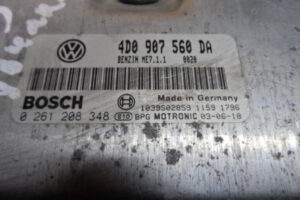 4D0 907 560 DA
BENZIN ME7.1.1 0020
BOSCH
Made in Germany
1039S02859 1159 1796
0 261 208 348 BPG MOTRONIC 03-06-18